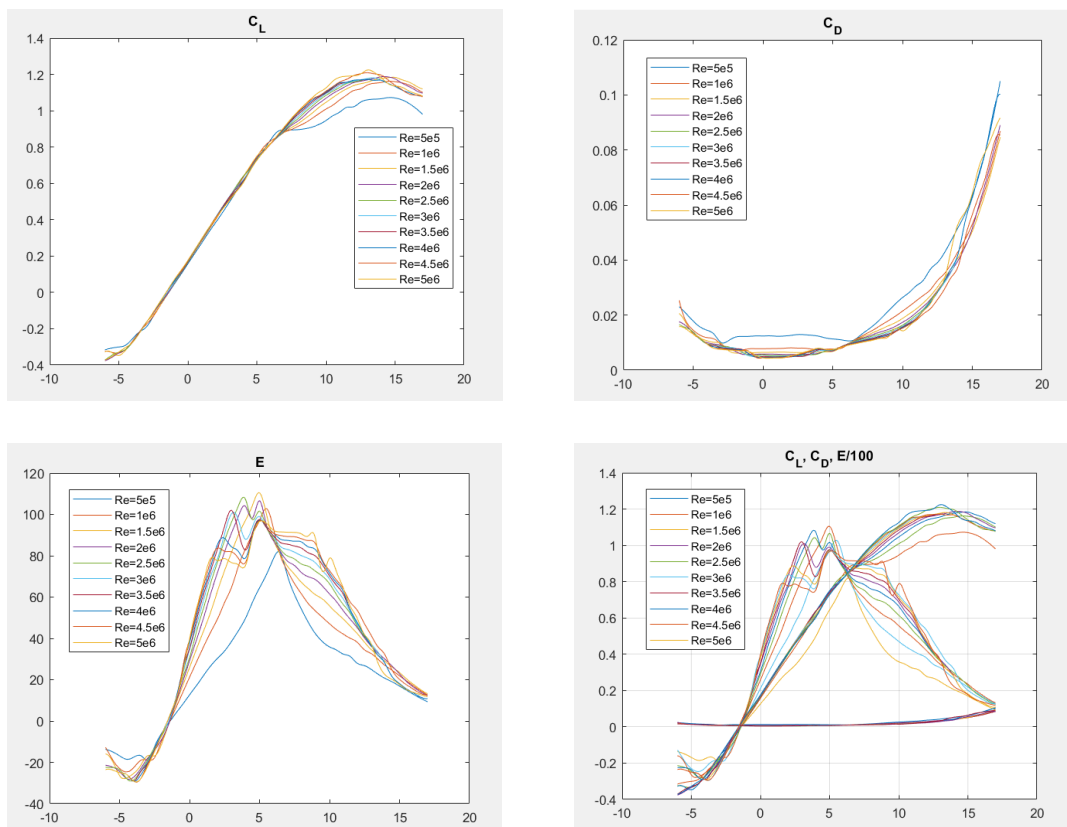 C_L
1.4
1.2
1
0.8
0.6
0.4
0.2
0
-0.2
-0.4
-10 -5 0 5 10 15 20
Re=5e5
Re=1e6
Re=1.5e6
Re=2e6
Re=2.5e6
Re=3e6
Re=3.5e6
Re=4e6
Re=4.5e6
Re=5e6
C_D
0.12
0.1
0.08
0.06
0.04
0.02
0
-10 -5 0 5 10 15 20
Re=5e5
Re=1e6
Re=1.5e6
Re=2e6
Re=2.5e6
Re=3e6
Re=3.5e6
Re=4e6
Re=4.5e6
Re=5e6
E
120
100
80
60
40
20
0
-20
-40
-10 -5 0 5 10 15 20
Re=5e5
Re=1e6
Re=1.5e6
Re=2e6
Re=2.5e6
Re=3e6
Re=3.5e6
Re=4e6
Re=4.5e6
Re=5e6
C_L, C_D, E/100
1.4
1.2
1
0.8
0.6
0.4
0.2
0
-0.2
-0.4
-10 -5 0 5 10 15 20
Re=5e5
Re=1e6
Re=1.5e6
Re=2e6
Re=2.5e6
Re=3e6
Re=3.5e6
Re=4e6
Re=4.5e6
Re=5e6